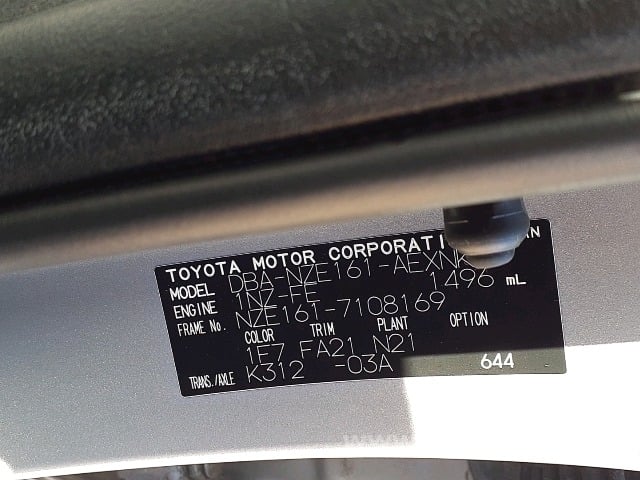 TOYOTA MOTOR
MODEL DBA-NZE161-AEXNK
ENGINE 1NZ-FE 1496 mL
FRAME No. NZE161-7108169
COLOR TRIM PLANT OPTION
1E7 FA21 N21
TRANS./AXLE K312 -03A 644